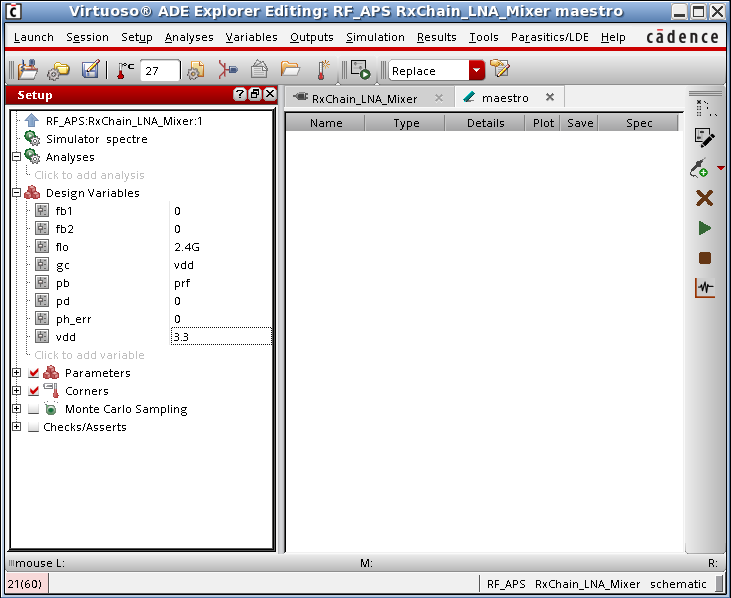 Virtuoso® ADE Explorer Editing: RF_APS RxChain_LNA_Mixer maestro
Launch Session Setup Analyses Variables Outputs Simulation Results Tools Parasitics/LDE Help cādence
27 Replace
Setup
RxChain_LNA_Mixer maestro
RF_APS:RxChain_LNA_Mixer:1
Name Type Details Plot Save Spec
Simulator spectre
Analyses
Click to add analysis
Design Variables
fb1 0
fb2 0
flo 2.4G
gc vdd
pb prf
pd 0
ph_err 0
vdd 3.3
Click to add variable
Parameters
Corners
Monte Carlo Sampling
Checks/Asserts
mouse L: M: R:
21(60) RF_APS RxChain_LNA_Mixer schematic